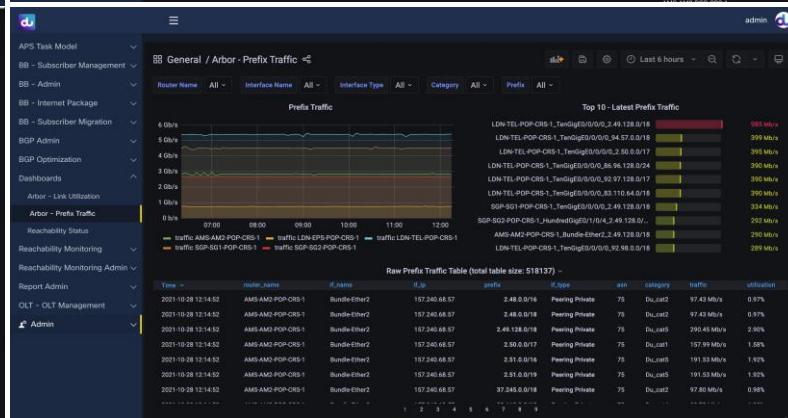 du
admin
APS Task Model
BB - Subscriber Management
BB - Admin
BB - Internet Package
BB - Subscriber Migration
BGP Admin
BGP Optimization
Dashboards
Arbor - Link Utilization
Arbor - Prefix Traffic
Reachability Status
Reachability Monitoring
Reachability Monitoring Admin
Report Admin
OLT - OLT Management
Admin
General / Arbor - Prefix Traffic
Last 6 hours
Router Name All Interface Name All Interface Type All Category All Prefix All
Prefix Traffic
6 Gb/s
5 Gb/s
4 Gb/s
3 Gb/s
2 Gb/s
1 Gb/s
0 b/s
07:00 08:00 09:00 10:00 11:00 12:00
traffic AMS-AM2-POP-CRS-1 traffic LDN-EPS-POP-CRS-1 traffic LDN-TEL-POP-CRS-1
traffic SGP-SG1-POP-CRS-1 traffic SGP-SG2-POP-CRS-1
Top 10 - Latest Prefix Traffic
LDN-TEL-POP-CRS-1_TenGigE0/0/0/0_2.49.128.0/18 985 Mb/s
LDN-TEL-POP-CRS-1_TenGigE0/0/0/0_94.57.0.0/18 399 Mb/s
LDN-TEL-POP-CRS-1_TenGigE0/0/0/0_2.50.0.0/17 395 Mb/s
LDN-TEL-POP-CRS-1_TenGigE0/0/0/0_86.96.128.0/24 390 Mb/s
LDN-TEL-POP-CRS-1_TenGigE0/0/0/0_92.97.128.0/17 390 Mb/s
LDN-TEL-POP-CRS-1_TenGigE0/0/0/0_83.110.64.0/18 390 Mb/s
SGP-SG1-POP-CRS-1_TenGigE0/0/0/0_2.49.128.0/18 334 Mb/s
SGP-SG2-POP-CRS-1_HundredGigE0/1/0/4_2.49.128.0/... 292 Mb/s
AMS-AM2-POP-CRS-1_Bundle-Ether2_2.49.128.0/18 290 Mb/s
LDN-TEL-POP-CRS-1_TenGigE0/0/0/0_92.98.0.0/18 289 Mb/s
Raw Prefix Traffic Table (total table size: 518137)
Time router_name if_name if_ip prefix if_type asn category traffic utilization
2021-10-28 12:14:52 AMS-AM2-POP-CRS-1 Bundle-Ether2 157.240.68.57 2.48.0.0/16 Peering Private 75 Du_cat2 97.43 Mb/s 0.97%
2021-10-28 12:14:52 AMS-AM2-POP-CRS-1 Bundle-Ether2 157.240.68.57 2.48.0.0/18 Peering Private 75 Du_cat2 97.43 Mb/s 0.97%
2021-10-28 12:14:52 AMS-AM2-POP-CRS-1 Bundle-Ether2 157.240.68.57 2.49.128.0/18 Peering Private 75 Du_cat5 290.45 Mb/s 2.90%
2021-10-28 12:14:52 AMS-AM2-POP-CRS-1 Bundle-Ether2 157.240.68.57 2.50.0.0/17 Peering Private 75 Du_cat1 157.99 Mb/s 1.58%
2021-10-28 12:14:52 AMS-AM2-POP-CRS-1 Bundle-Ether2 157.240.68.57 2.51.0.0/16 Peering Private 75 Du_cat5 191.53 Mb/s 1.92%
2021-10-28 12:14:52 AMS-AM2-POP-CRS-1 Bundle-Ether2 157.240.68.57 2.51.0.0/19 Peering Private 75 Du_cat5 191.53 Mb/s 1.92%
2021-10-28 12:14:52 AMS-AM2-POP-CRS-1 Bundle-Ether2 157.240.68.57 37.245.0.0/18 Peering Private 75 Du_cat2 97.80 Mb/s 0.98%
1 2 3 4 5 6 7 8 9